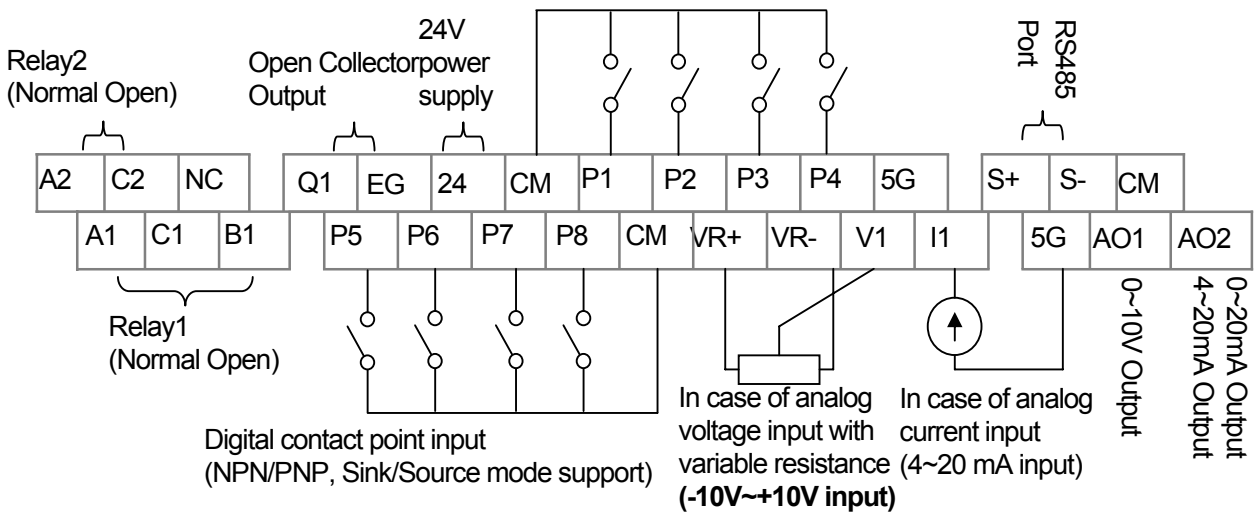 Relay2
(Normal Open)
Open Collector
Output
24V
power
supply
RS485
Port
A2 C2 NC Q1 EG 24 CM P1 P2 P3 P4 5G S+ S- CM
A1 C1 B1 P5 P6 P7 P8 CM VR+ VR- V1 I1 5G AO1 AO2
Relay1
(Normal Open)
Digital contact point input
(NPN/PNP, Sink/Source mode support)
In case of analog
voltage input with
variable resistance
(-10V~+10V input)
In case of analog
current input
(4~20 mA input)
0~10V Output
0~20mA Output
4~20mA Output